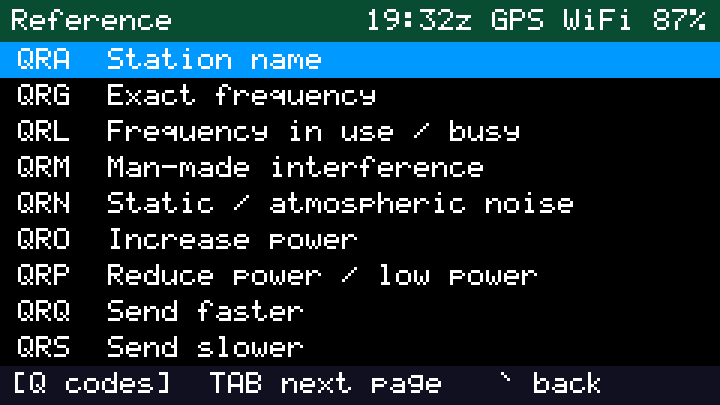 Reference 19:32z GPS WiFi 87%
QRA Station name
QRG Exact frequency
QRL Frequency in use / busy
QRM Man-made interference
QRN Static / atmospheric noise
QRO Increase power
QRP Reduce power / low power
QRQ Send faster
QRS Send slower
[Q codes] TAB next page ` back